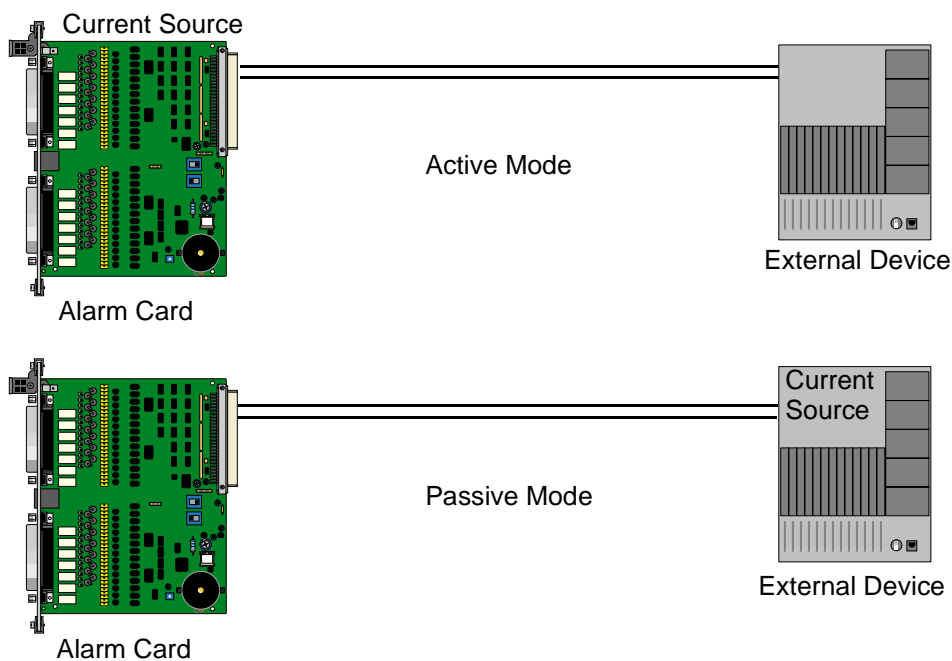 Current Source
Active Mode
External Device
Alarm Card
Current
Source
Passive Mode
External Device
Alarm Card